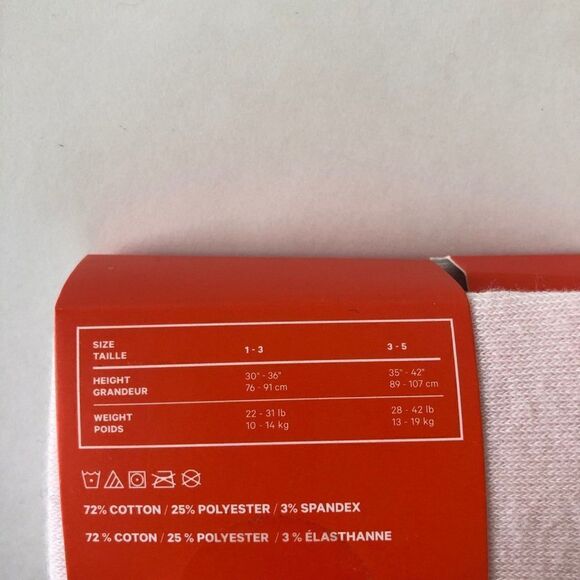 SIZE
TAILLE 1 - 3 3 - 5
HEIGHT 30" - 36" 35" - 42"
GRANDEUR 76 - 91 cm 89 - 107 cm
WEIGHT 22 - 31 lb 28 - 42 lb
POIDS 10 - 14 kg 13 - 19 kg
72% COTTON / 25% POLYESTER / 3% SPANDEX
72 % COTON / 25 % POLYESTER / 3 % ÉLASTHANNE